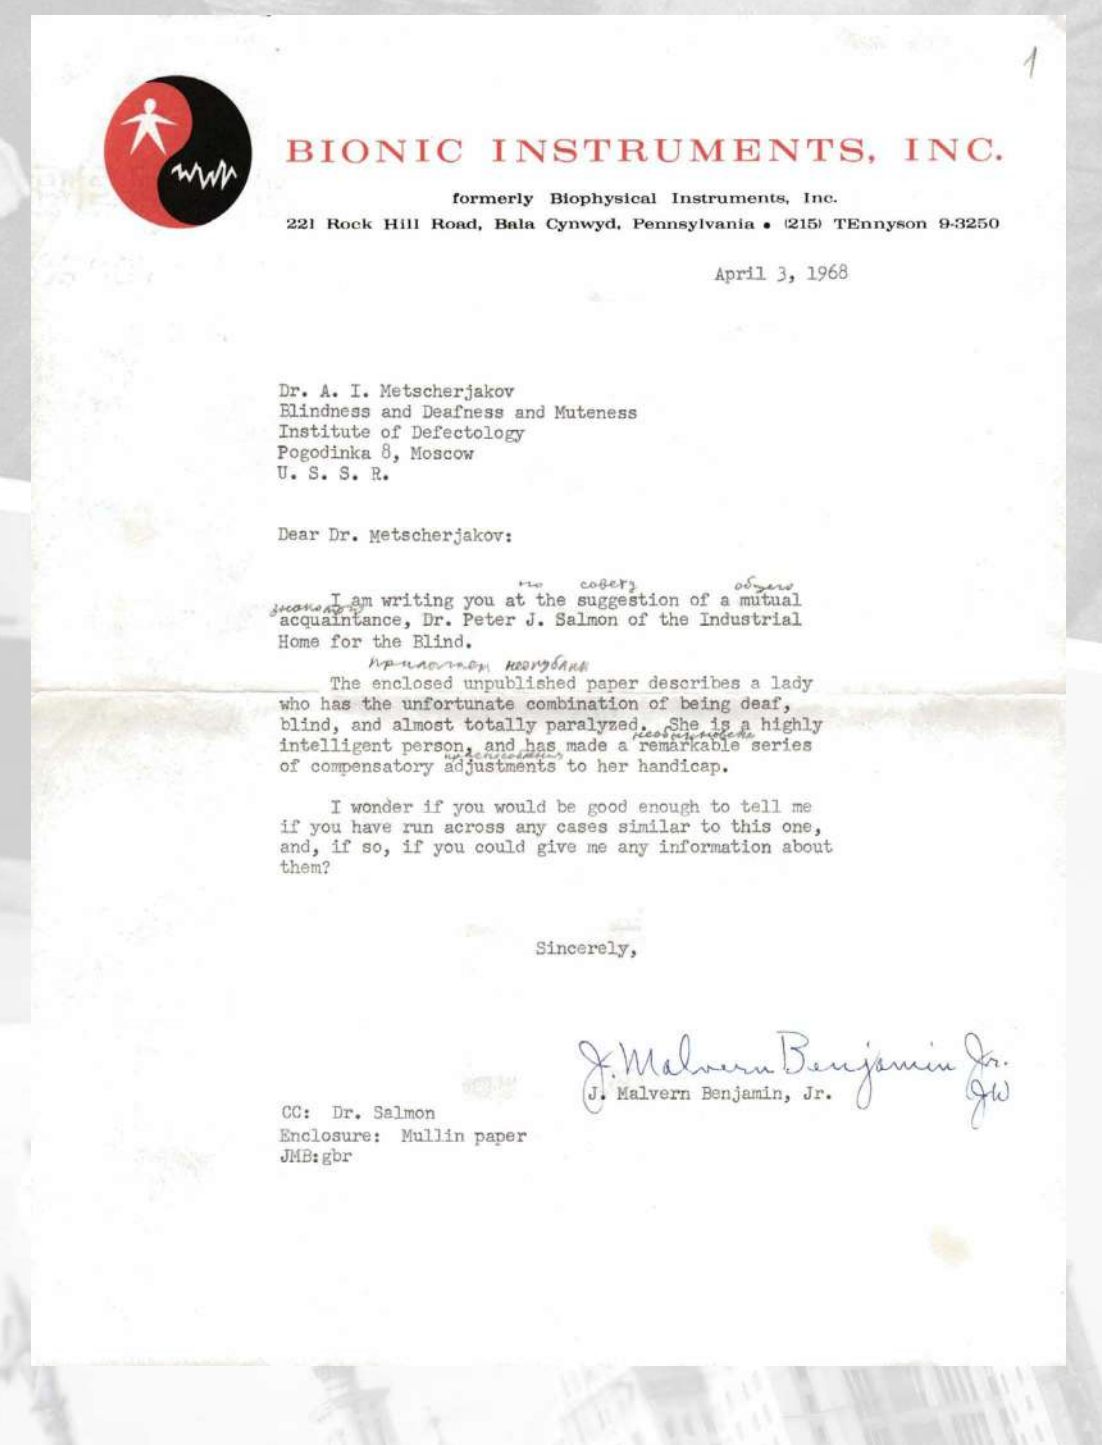 1
BIONIC INSTRUMENTS, INC.
formerly Biophysical Instruments, Inc.
221 Rock Hill Road, Bala Cynwyd, Pennsylvania • (215) TEnnyson 9-3250
April 3, 1968
Dr. A. I. Metscherjakov
Blindness and Deafness and Muteness
Institute of Defectology
Pogodinka 8, Moscow
U. S. S. R.
Dear Dr. Metscherjakov:
по совету
I am writing you at the suggestion of a mutual
acquaintance, Dr. Peter J. Salmon of the Industrial
Home for the Blind.
The enclosed unpublished paper describes a lady
who has the unfortunate combination of being deaf,
blind, and almost totally paralyzed. She is a highly
intelligent person, and has made a remarkable series
of compensatory adjustments to her handicap.
I wonder if you would be good enough to tell me
if you have run across any cases similar to this one,
and, if so, if you could give me any information about
them?
Sincerely,
J. Malvern Benjamin Jr.
J. Malvern Benjamin, Jr.
JW
CC: Dr. Salmon
Enclosure: Mullin paper
JMB:gbr